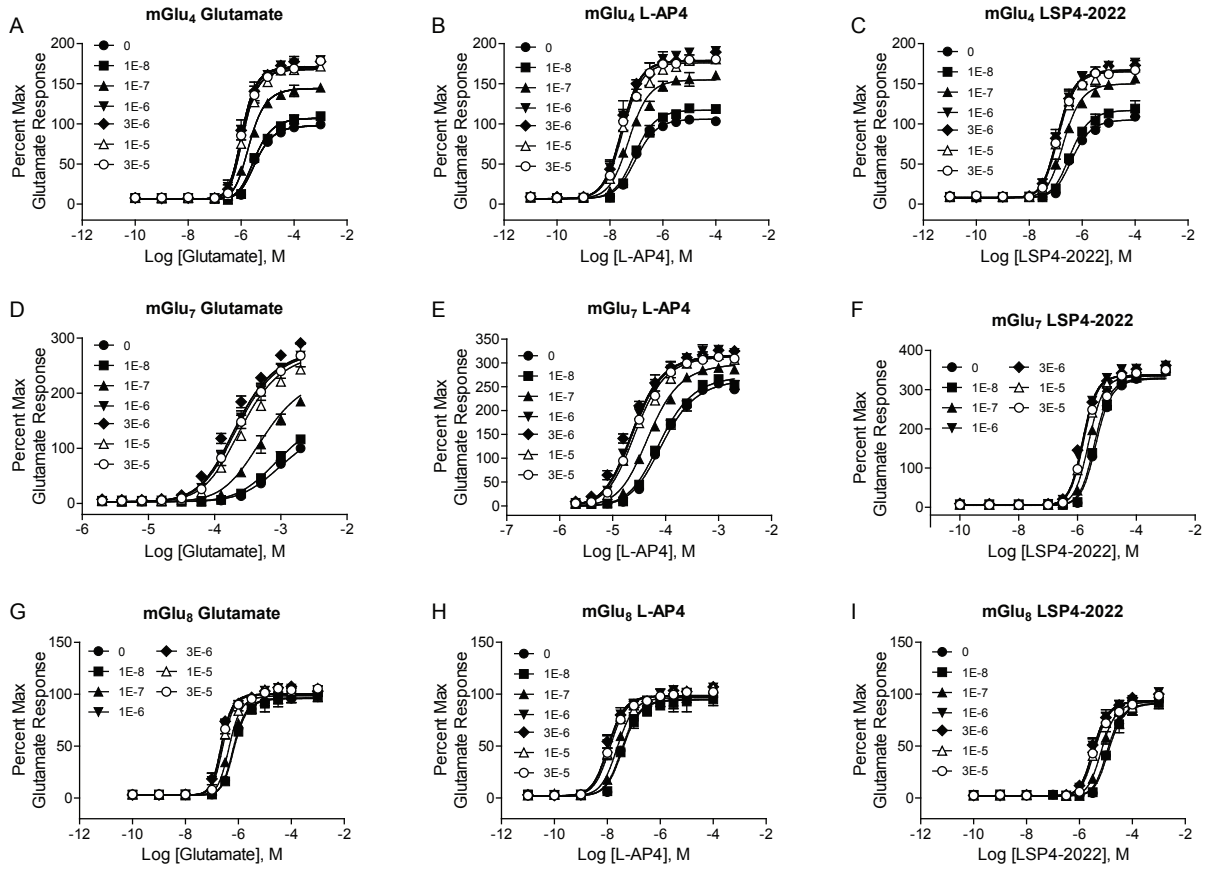 A
mGlu₄ Glutamate
Percent Max
Glutamate Response
200
150
100
50
0
0
1E-8
1E-7
1E-6
3E-6
1E-5
3E-5
-12 -10 -8 -6 -4 -2
Log [Glutamate], M
B
mGlu₄ L-AP4
Percent Max
Glutamate Response
200
150
100
50
0
0
1E-8
1E-7
1E-6
3E-6
1E-5
3E-5
-12 -10 -8 -6 -4 -2
Log [L-AP4], M
C
mGlu₄ LSP4-2022
Percent Max
Glutamate Response
200
150
100
50
0
0
1E-8
1E-7
1E-6
3E-6
1E-5
3E-5
-12 -10 -8 -6 -4 -2
Log [LSP4-2022], M
D
mGlu₇ Glutamate
Percent Max
Glutamate Response
300
200
100
0
0
1E-8
1E-7
1E-6
3E-6
1E-5
3E-5
-6 -5 -4 -3 -2
Log [Glutamate], M
E
mGlu₇ L-AP4
Percent Max
Glutamate Response
350
300
250
200
150
100
50
0
0
1E-8
1E-7
1E-6
3E-6
1E-5
3E-5
-7 -6 -5 -4 -3 -2
Log [L-AP4], M
F
mGlu₇ LSP4-2022
Percent Max
Glutamate Response
400
300
200
100
0
0 3E-6
1E-8 1E-5
1E-7 3E-5
1E-6
-10 -8 -6 -4 -2
Log [LSP4-2022], M
G
mGlu₈ Glutamate
Percent Max
Glutamate Response
150
100
50
0
0 3E-6
1E-8 1E-5
1E-7 3E-5
1E-6
-12 -10 -8 -6 -4 -2
Log [Glutamate], M
H
mGlu₈ L-AP4
Percent Max
Glutamate Response
150
100
50
0
0
1E-8
1E-7
1E-6
3E-6
1E-5
3E-5
-12 -10 -8 -6 -4 -2
Log [L-AP4], M
I
mGlu₈ LSP4-2022
Percent Max
Glutamate Response
150
100
50
0
0
1E-8
1E-7
1E-6
3E-6
1E-5
3E-5
-12 -10 -8 -6 -4 -2
Log [LSP4-2022], M